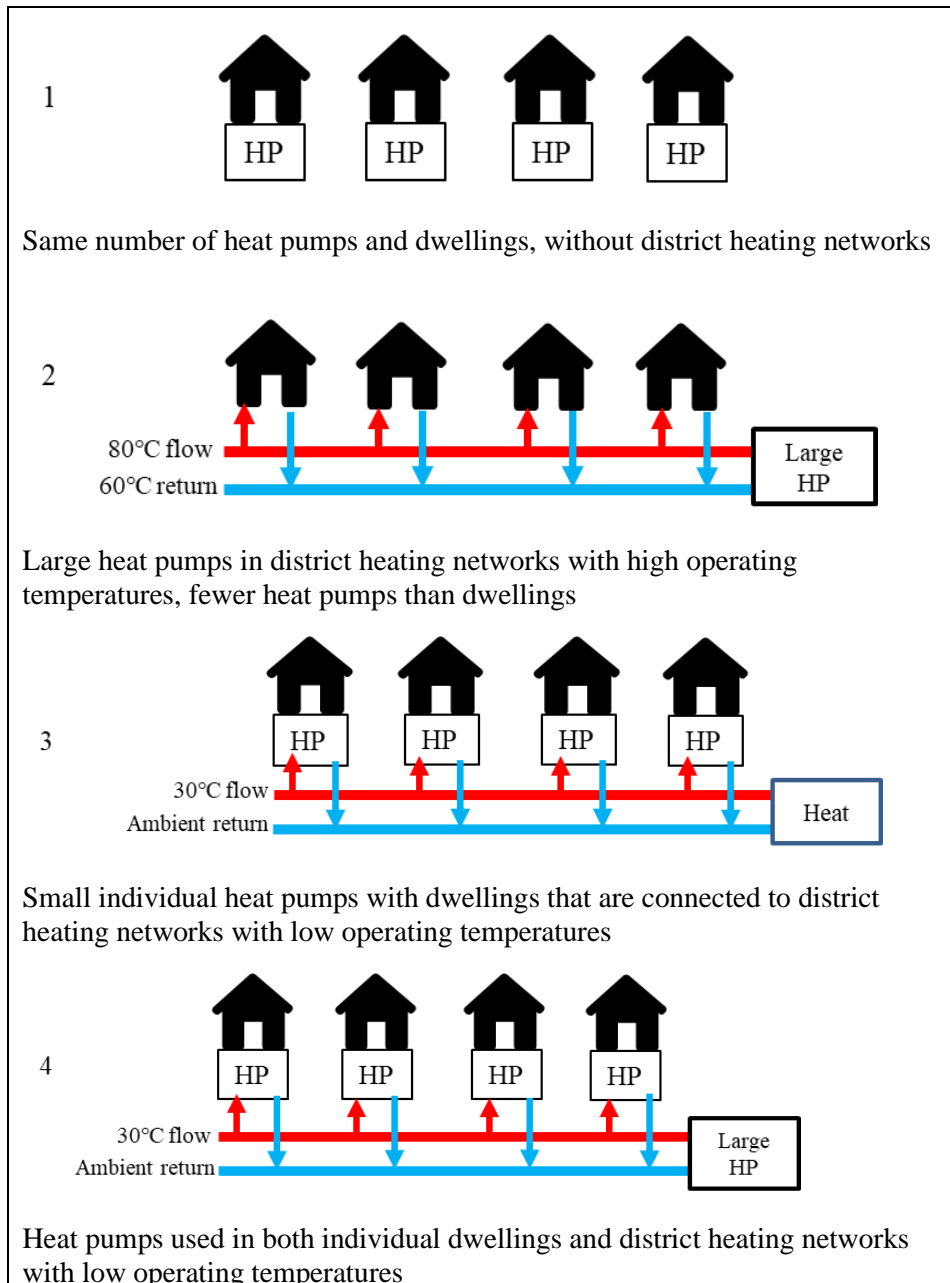 1
HP HP HP HP
Same number of heat pumps and dwellings, without district heating networks
2
80°C flow
60°C return
Large
HP
Large heat pumps in district heating networks with high operating
temperatures, fewer heat pumps than dwellings
3
HP HP HP HP
30°C flow
Ambient return
Heat
Small individual heat pumps with dwellings that are connected to district
heating networks with low operating temperatures
4
HP HP HP HP
30°C flow
Ambient return
Large
HP
Heat pumps used in both individual dwellings and district heating networks
with low operating temperatures